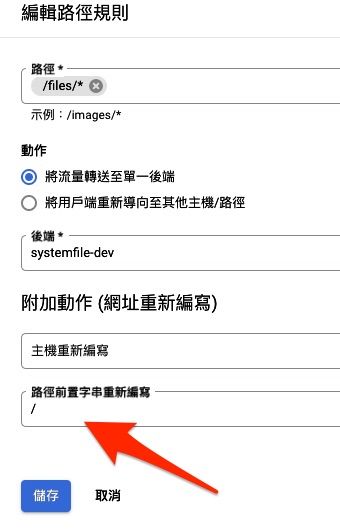 編輯路徑規則
路徑 *
/files/*
示例：/images/*
動作
將流量轉送至單一後端
將用戶端重新導向至其他主機/路徑
後端 *
systemfile-dev
附加動作 (網址重新編寫)
主機重新編寫
路徑前置字串重新編寫
/
儲存
取消